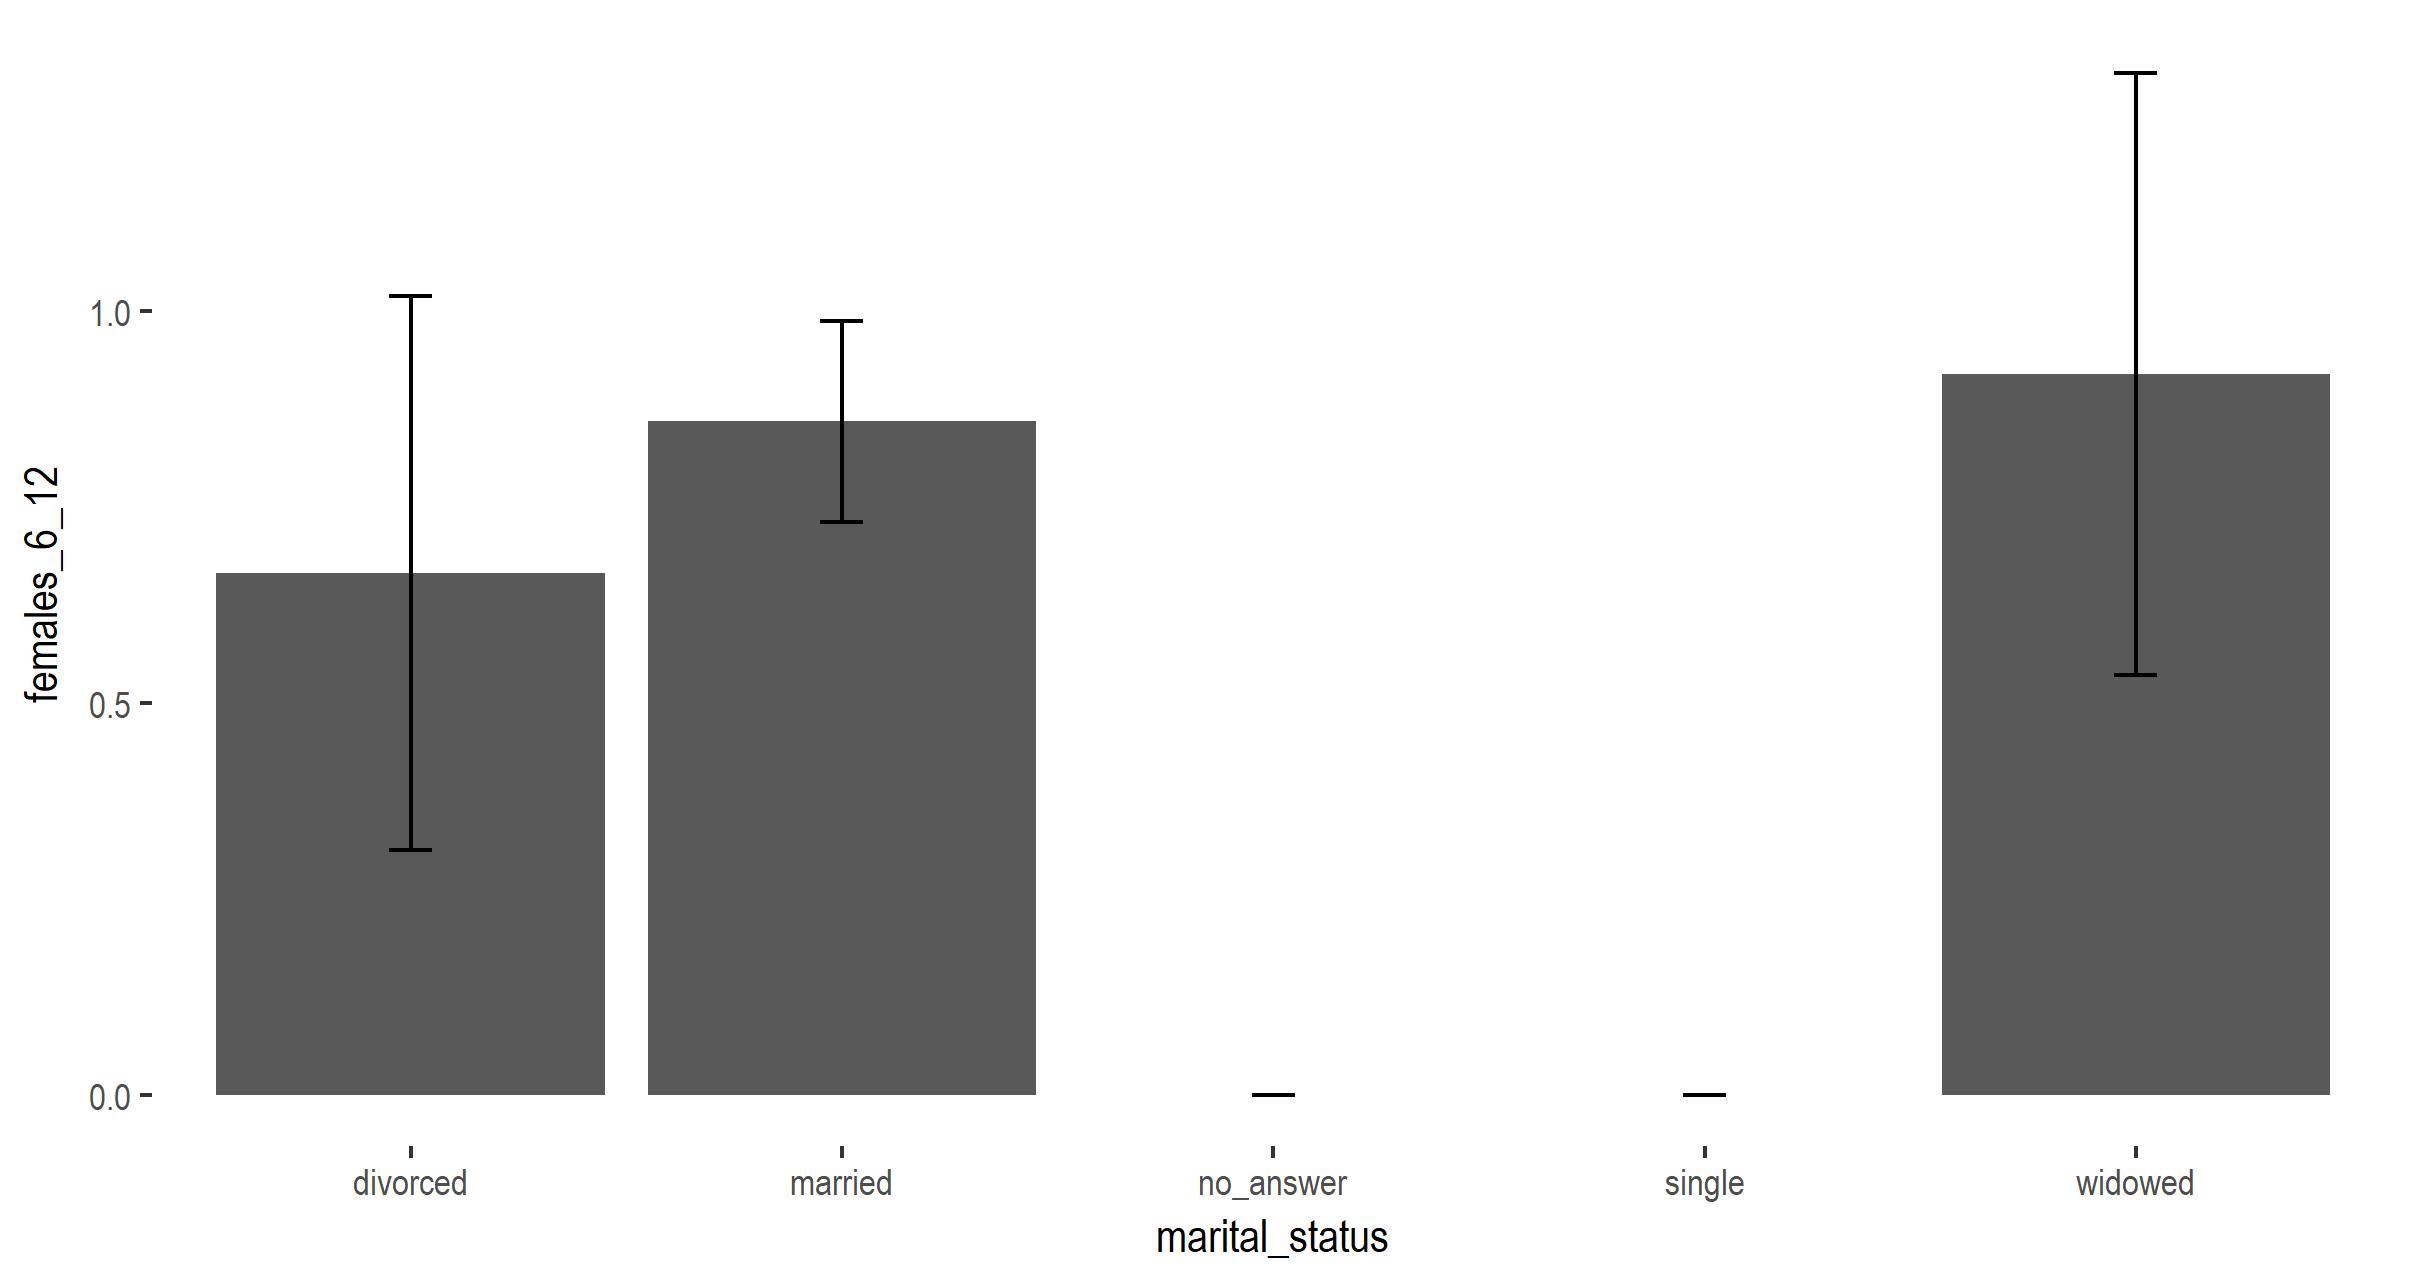 females_6_12
1.0
0.5
0.0
divorced married no_answer single widowed
marital_status